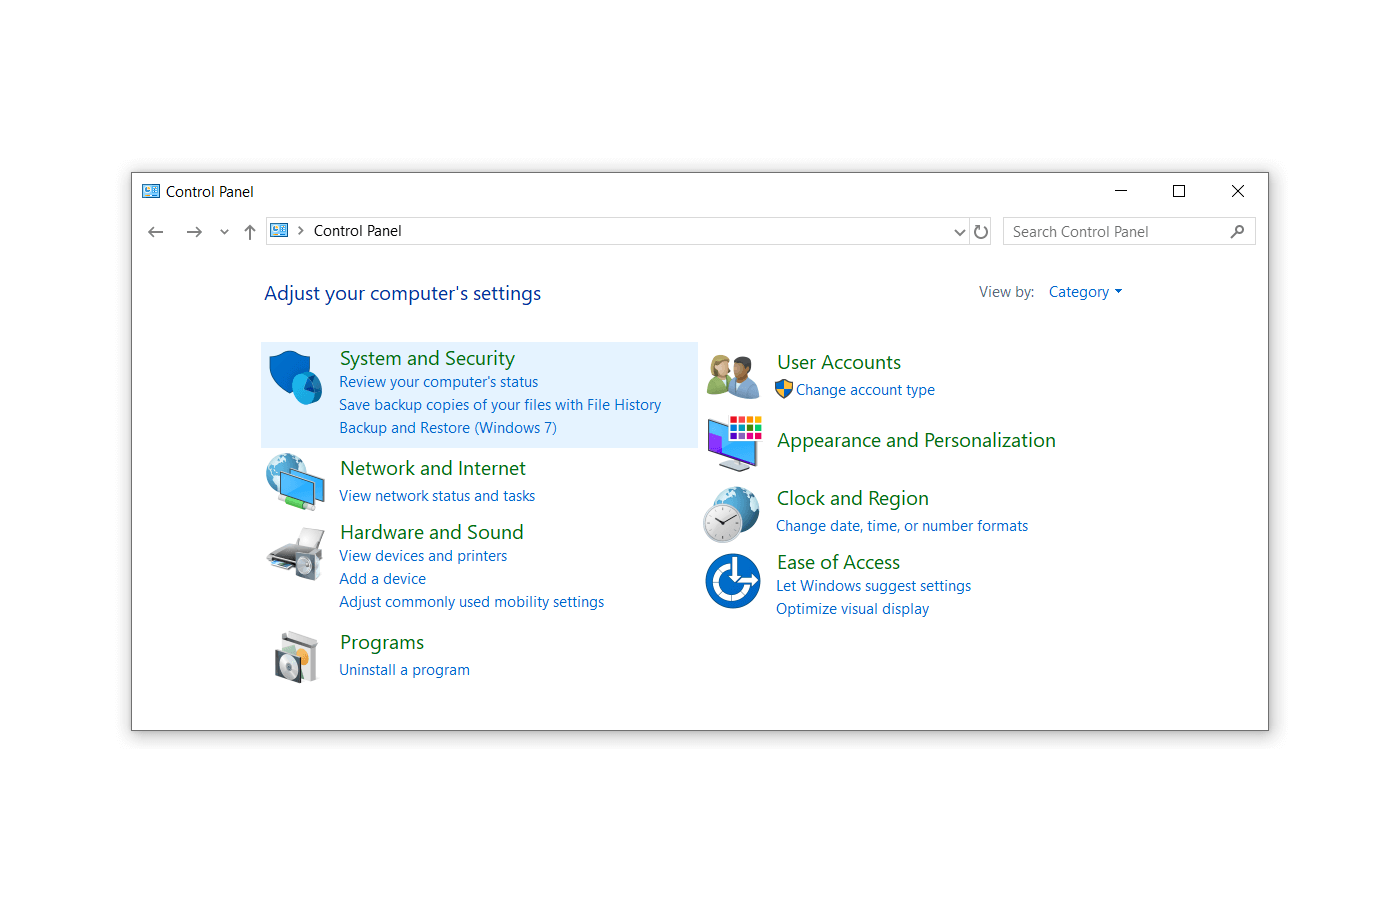 Control Panel
Control Panel
Search Control Panel
Adjust your computer's settings
View by: Category
System and Security
Review your computer's status
Save backup copies of your files with File History
Backup and Restore (Windows 7)
Network and Internet
View network status and tasks
Hardware and Sound
View devices and printers
Add a device
Adjust commonly used mobility settings
Programs
Uninstall a program
User Accounts
Change account type
Appearance and Personalization
Clock and Region
Change date, time, or number formats
Ease of Access
Let Windows suggest settings
Optimize visual display